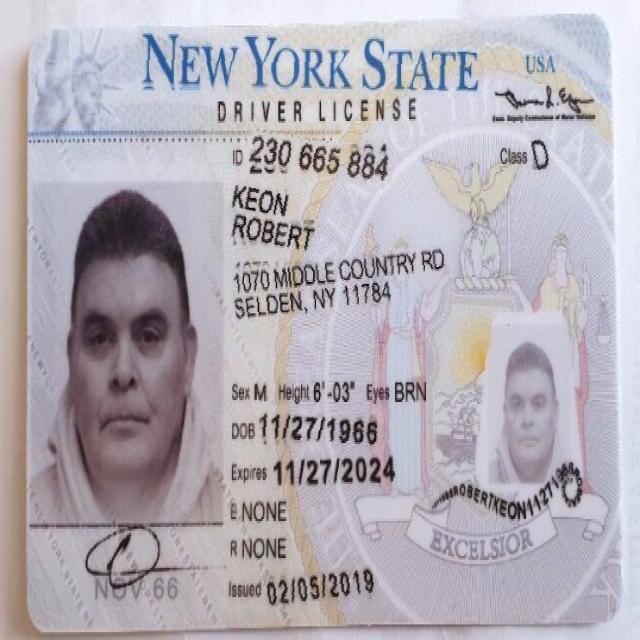 NEW YORK STATE
USA
DRIVER LICENSE
ID 230 665 884
Class D
KEON
ROBERT
1070 MIDDLE COUNTRY RD
SELDEN, NY 11784
Sex M Height 6'-03" Eyes BRN
DOB 11/27/1966
Expires 11/27/2024
E NONE
R NONE
Issued 02/05/2019
NOV 66
EXCELSIOR